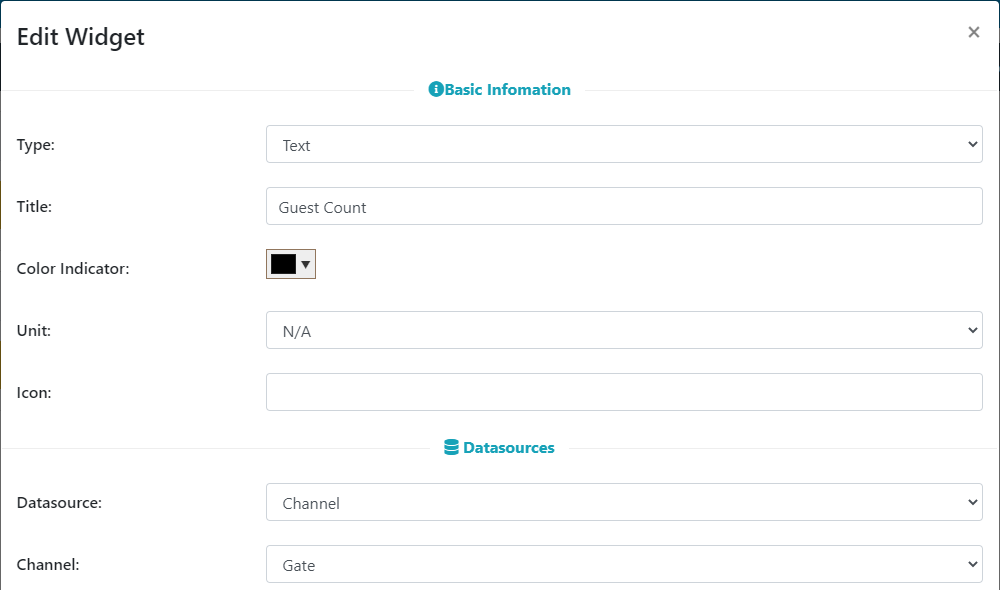 Edit Widget
×
Basic Infomation
Type:
Text
Title:
Guest Count
Color Indicator:
Unit:
N/A
Icon:
Datasources
Datasource:
Channel
Channel:
Gate